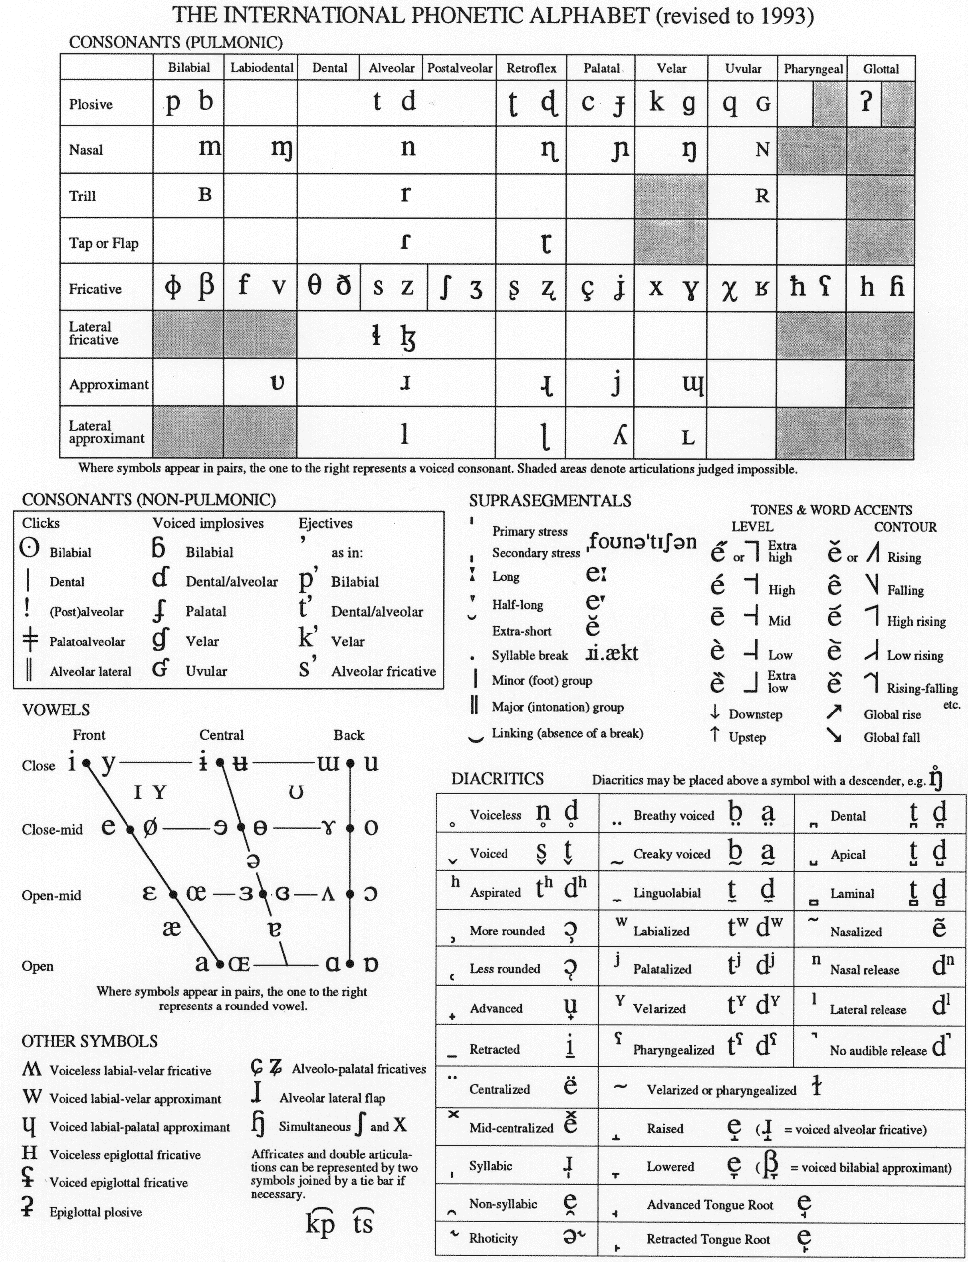 THE INTERNATIONAL PHONETIC ALPHABET (revised to 1993)
CONSONANTS (PULMONIC)
Bilabial Labiodental Dental Alveolar Postalveolar Retroflex Palatal Velar Uvular Pharyngeal Glottal
Plosive p b t d ʈ ɖ c ɟ k ɡ q ɢ ʔ
Nasal m ɱ n ɳ ɲ ŋ ɴ
Trill ʙ r ʀ
Tap or Flap ɾ ɽ
Fricative ɸ β f v θ ð s z ʃ ʒ ʂ ʐ ç ʝ x ɣ χ ʁ ħ ʕ h ɦ
Lateral
fricative ɬ ɮ
Approximant ʋ ɹ ɻ j ɰ
Lateral
approximant l ɭ ʎ ʟ
Where symbols appear in pairs, the one to the right represents a voiced consonant. Shaded areas denote articulations judged impossible.
CONSONANTS (NON-PULMONIC)
Clicks Voiced implosives Ejectives
ʘ Bilabial ɓ Bilabial ʼ as in:
ǀ Dental ɗ Dental/alveolar pʼ Bilabial
ǃ (Post)alveolar ʄ Palatal tʼ Dental/alveolar
ǂ Palatoalveolar ɠ Velar kʼ Velar
ǁ Alveolar lateral ʛ Uvular sʼ Alveolar fricative
SUPRASEGMENTALS
ˈ Primary stress
ˌ Secondary stress ˌfoʊnəˈtɪʃən
ː Long eː
ˑ Half-long eˑ
˘ Extra-short ĕ
. Syllable break ɹi.ækt
| Minor (foot) group
‖ Major (intonation) group
‿ Linking (absence of a break)
TONES & WORD ACCENTS
LEVEL CONTOUR
e̋ or ˥ Extra high ě or ˩˥ Rising
é ˦ High ê ˥˩ Falling
ē ˧ Mid e᷄ ˦˥ High rising
è ˨ Low e᷅ ˩˨ Low rising
ȅ ˩ Extra low e᷈ ˧˦˧ Rising-falling
etc.
↓ Downstep ↗ Global rise
↑ Upstep ↘ Global fall
VOWELS
Front Central Back
Close i y ɨ ʉ ɯ u
ɪ ʏ ʊ
Close-mid e ø ɘ ɵ ɤ o
ə
Open-mid ɛ œ ɜ ɞ ʌ ɔ
æ ɐ
Open a ɶ ɑ ɒ
Where symbols appear in pairs, the one to the right
represents a rounded vowel.
OTHER SYMBOLS
ʍ Voiceless labial-velar fricative
w Voiced labial-velar approximant
ɥ Voiced labial-palatal approximant
ʜ Voiceless epiglottal fricative
ʢ Voiced epiglottal fricative
ʡ Epiglottal plosive
ɕ ʑ Alveolo-palatal fricatives
ɺ Alveolar lateral flap
ɧ Simultaneous ʃ and x
Affricates and double articula-
tions can be represented by two
symbols joined by a tie bar if
necessary.
k͡p t͡s
DIACRITICS Diacritics may be placed above a symbol with a descender, e.g. ŋ̊
̥ Voiceless n̥ d̥ ̤ Breathy voiced b̤ a̤ ̪ Dental t̪ d̪
̬ Voiced s̬ t̬ ̰ Creaky voiced b̰ a̰ ̺ Apical t̺ d̺
ʰ Aspirated tʰ dʰ ̼ Linguolabial t̼ d̼ ̻ Laminal t̻ d̻
̹ More rounded ɔ̹ ʷ Labialized tʷ dʷ ̃ Nasalized ẽ
̜ Less rounded ɔ̜ ʲ Palatalized tʲ dʲ ⁿ Nasal release dⁿ
̟ Advanced u̟ ˠ Velarized tˠ dˠ ˡ Lateral release dˡ
̠ Retracted i̠ ˤ Pharyngealized tˤ dˤ ̚ No audible release d̚
̈ Centralized ë ̴ Velarized or pharyngealized ɫ
̽ Mid-centralized e̽ ̝ Raised e̝ (ɹ̝ = voiced alveolar fricative)
̩ Syllabic ɹ̩ ̞ Lowered e̞ (β̞ = voiced bilabial approximant)
̯ Non-syllabic e̯ ̘ Advanced Tongue Root e̘
˞ Rhoticity ə˞ ̙ Retracted Tongue Root e̙